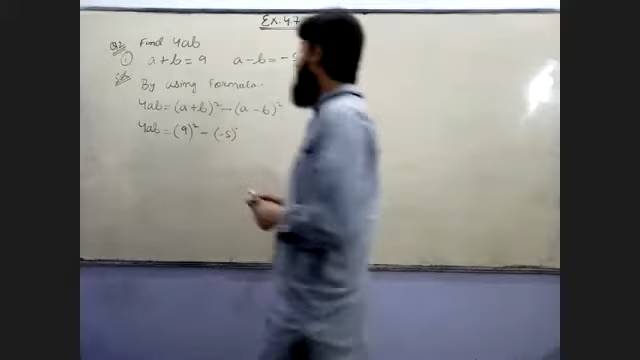 Ex.4.7
Q2 Find 4ab
① a+b=9 a-b=-5
Sol: By using Formula.
4ab=(a+b)²-(a-b)²
4ab=(9)²-(-5)²